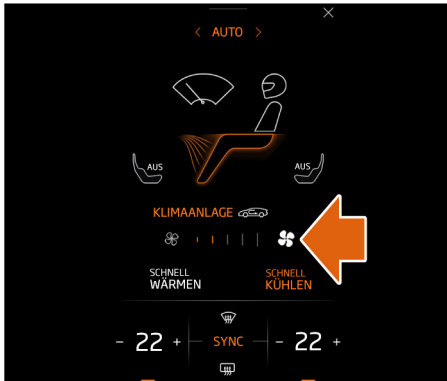 < AUTO >
AUS
AUS
KLIMAANLAGE
SCHNELL
WÄRMEN
SCHNELL
KÜHLEN
- 22 +
SYNC
- 22 +